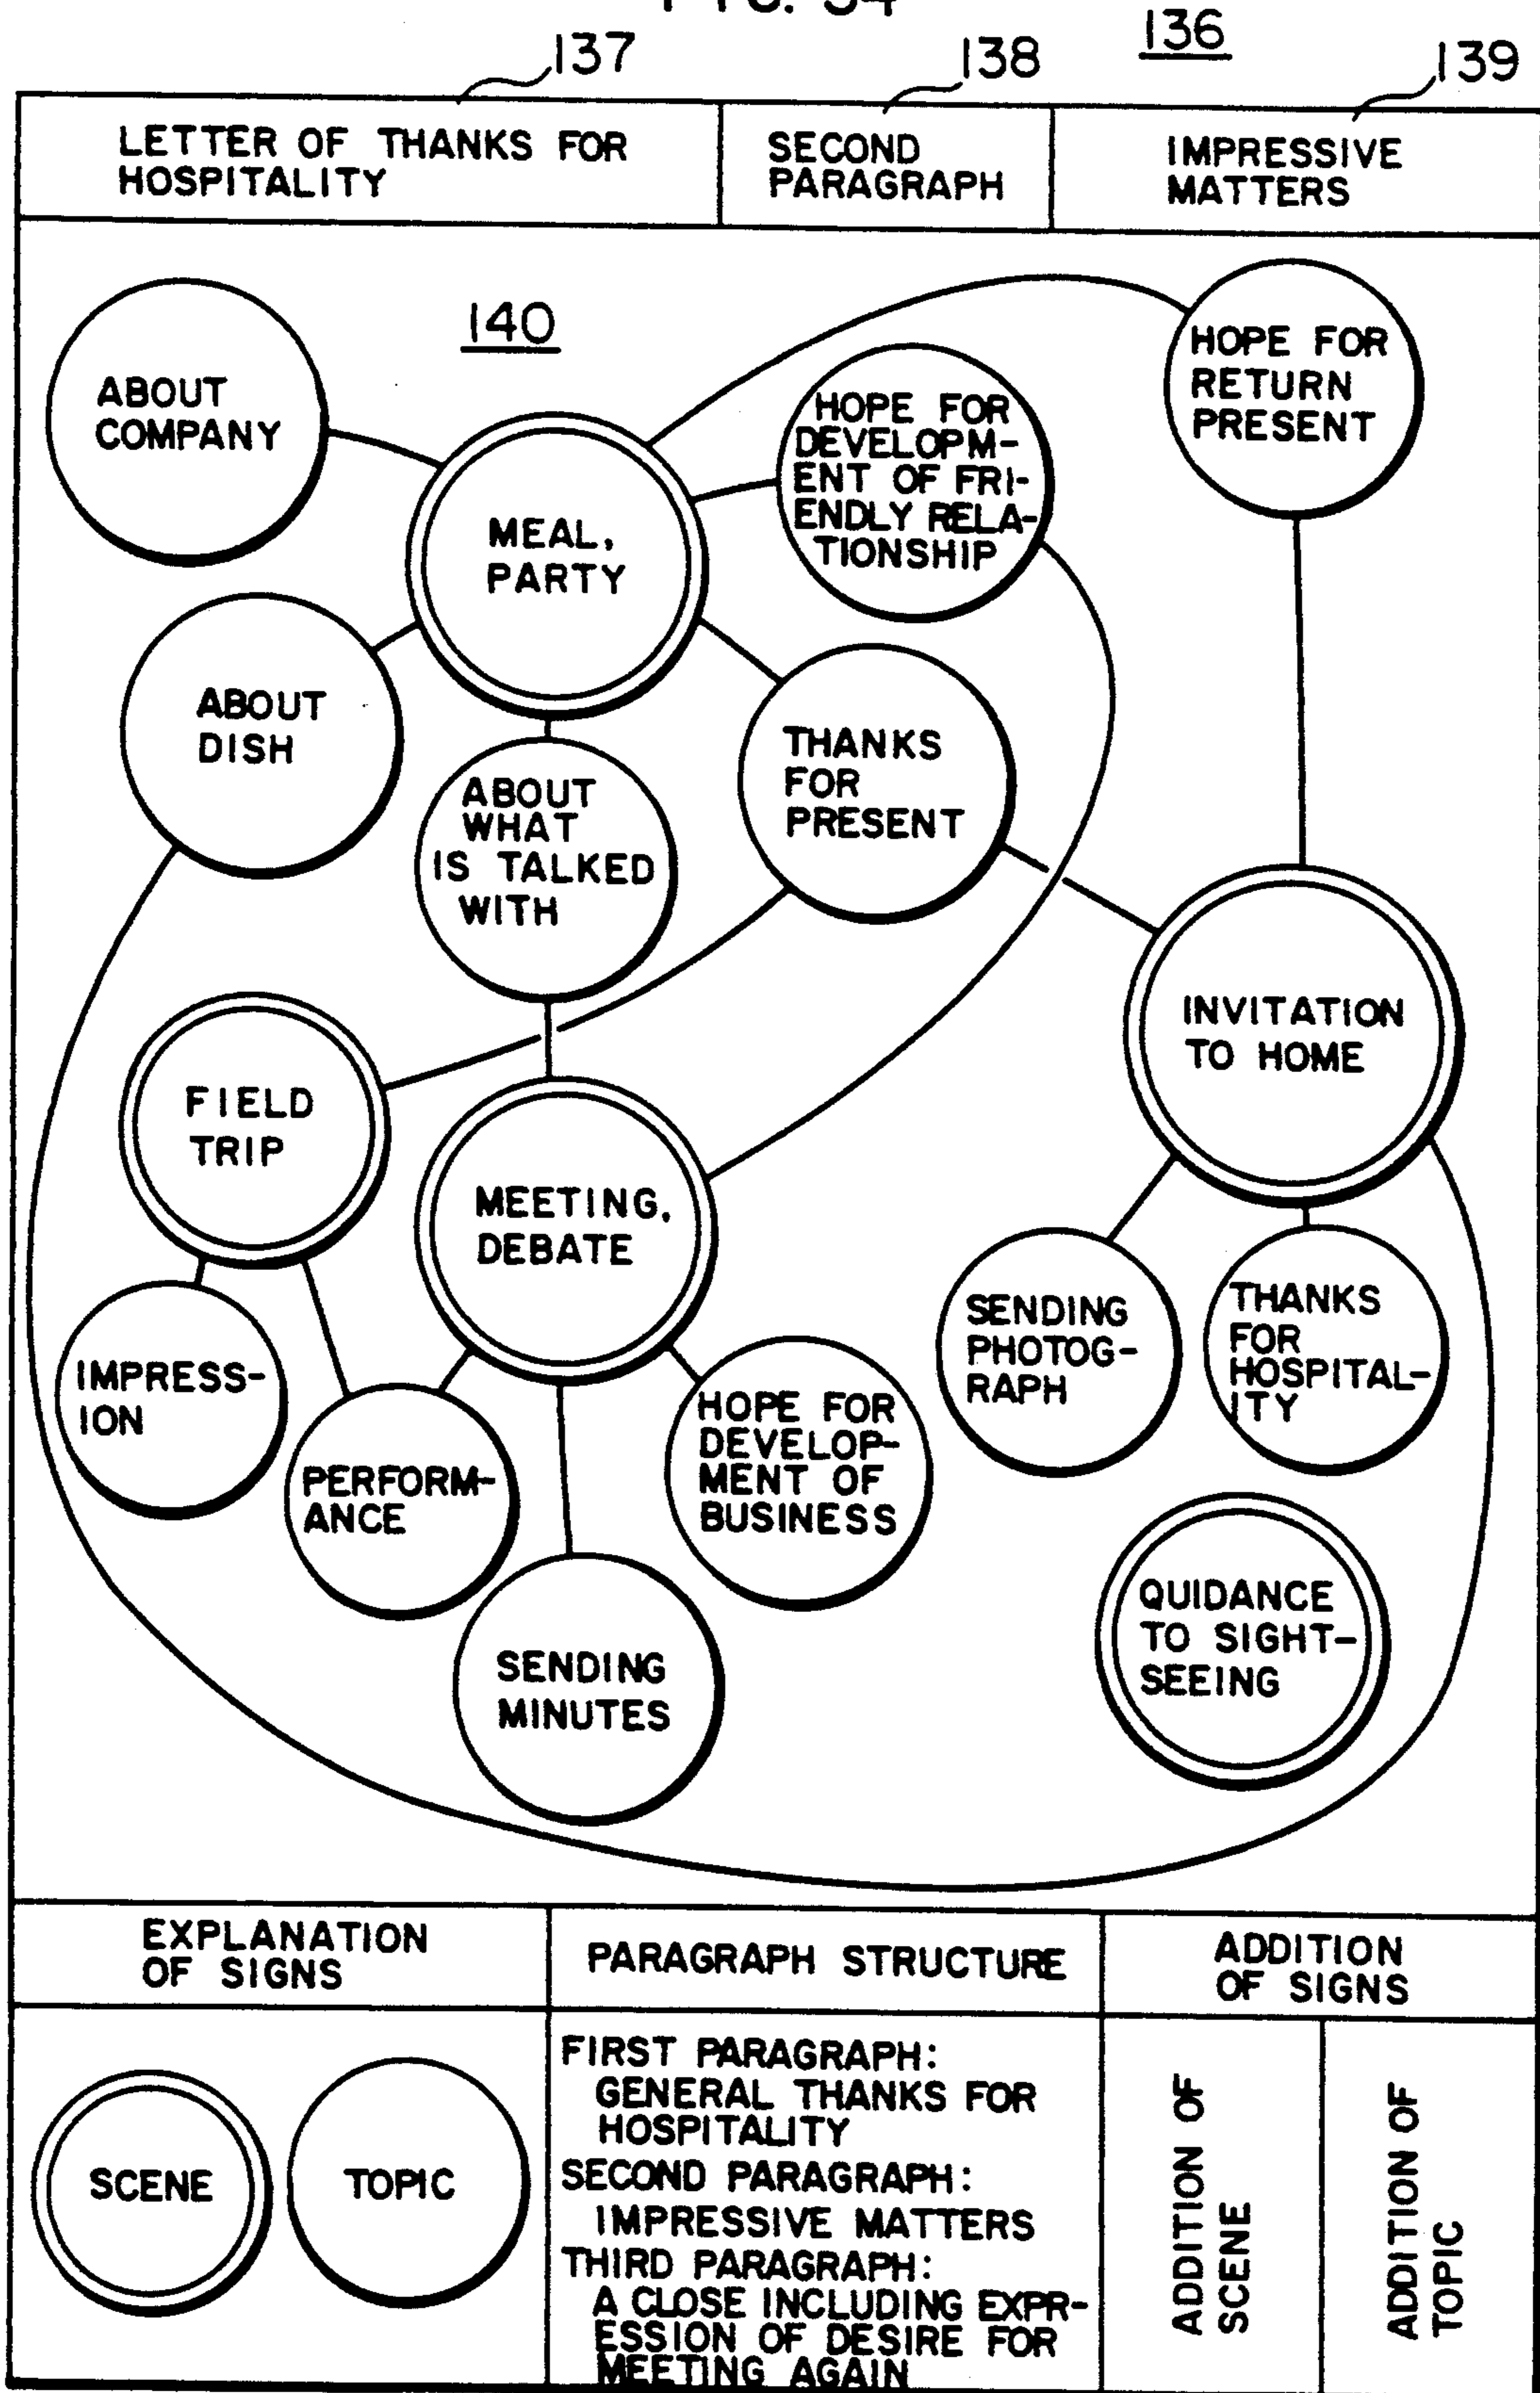 FIG. 34
136
137
138
139
LETTER OF THANKS FOR
HOSPITALITY
SECOND
PARAGRAPH
IMPRESSIVE
MATTERS
140
ABOUT
COMPANY
MEAL,
PARTY
HOPE FOR
DEVELOPM-
ENT OF FRI-
ENDLY RELA-
TIONSHIP
HOPE FOR
RETURN
PRESENT
ABOUT
DISH
ABOUT
WHAT
IS TALKED
WITH
THANKS
FOR
PRESENT
INVITATION
TO HOME
FIELD
TRIP
MEETING,
DEBATE
IMPRESS-
ION
PERFORM-
ANCE
HOPE FOR
DEVELOP-
MENT OF
BUSINESS
SENDING
PHOTOG-
RAPH
THANKS
FOR
HOSPITAL-
ITY
SENDING
MINUTES
QUIDANCE
TO SIGHT-
SEEING
EXPLANATION
OF SIGNS
PARAGRAPH STRUCTURE
ADDITION
OF SIGNS
SCENE
TOPIC
FIRST PARAGRAPH:
GENERAL THANKS FOR
HOSPITALITY
SECOND PARAGRAPH:
IMPRESSIVE MATTERS
THIRD PARAGRAPH:
A CLOSE INCLUDING EXPR-
ESSION OF DESIRE FOR
MEETING AGAIN
ADDITION OF
SCENE
ADDITION OF
TOPIC